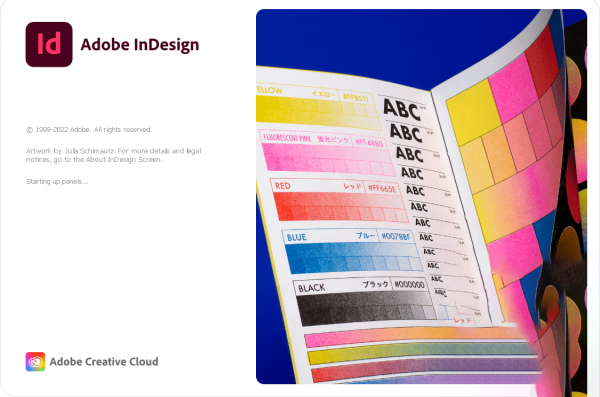 Id
Adobe InDesign
© 1999-2022 Adobe. All rights reserved.
Artwork by Julia Schimautz. For more details and legal
notices, go to the About InDesign Screen.
Starting up panels...
Adobe Creative Cloud
YELLOW イエロー #FFE511
ABC
ABC
FLUORESCENT PINK 蛍光ピンク #FF48B0
ABC
ABC
RED レッド #FF665E
ABC
ABC
ABC
BLUE ブルー #0078BF
ABC
ABC
ABC
BLACK ブラック #000000
ABC
ABC
レッド